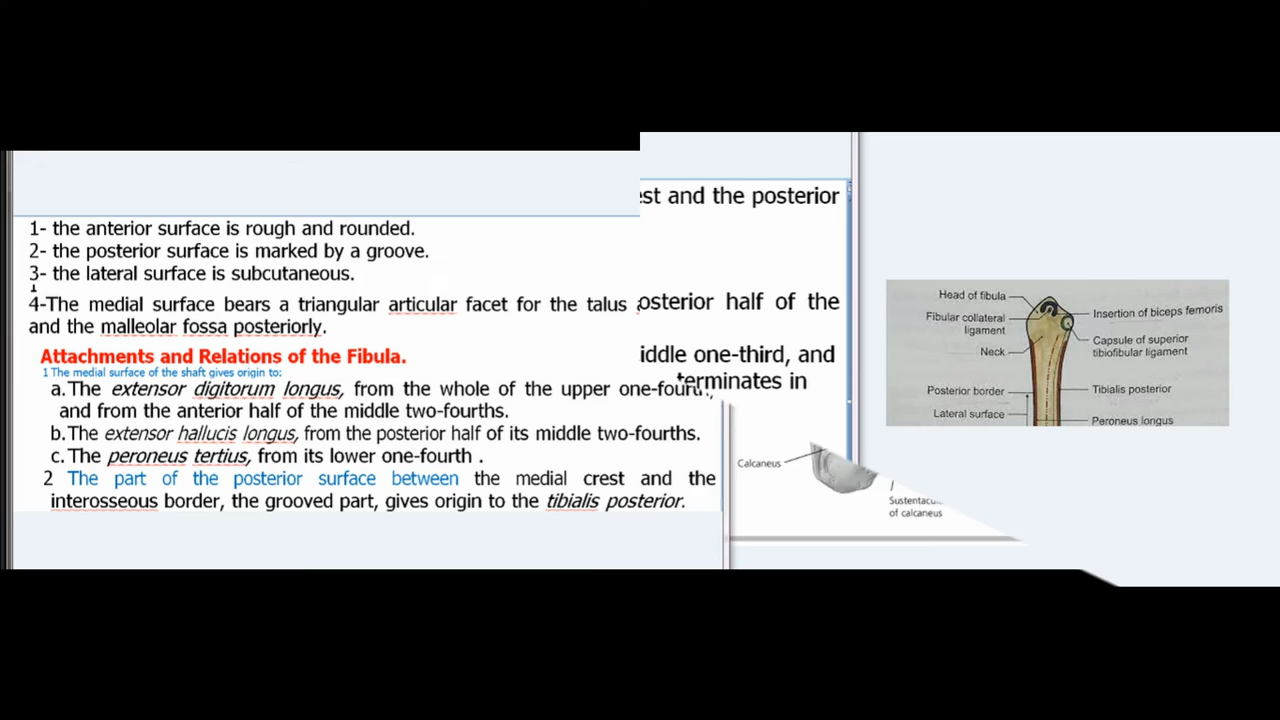 1- the anterior surface is rough and rounded.
2- the posterior surface is marked by a groove.
3- the lateral surface is subcutaneous.
4-The medial surface bears a triangular articular facet for the talus
and the malleolar fossa posteriorly.
Attachments and Relations of the Fibula.
1 The medial surface of the shaft gives origin to:
a. The extensor digitorum longus, from the whole of the upper one-fourth,
and from the anterior half of the middle two-fourths.
b. The extensor hallucis longus, from the posterior half of its middle two-fourths.
c. The peroneus tertius, from its lower one-fourth .
2 The part of the posterior surface between the medial crest and the
interosseous border, the grooved part, gives origin to the tibialis posterior.
and the posterior
half of the
one-third, and
terminates in
Calcaneus
of calcaneus
Head of fibula
Fibular collateral
ligament
Neck
Posterior border
Lateral surface
Insertion of biceps femoris
Capsule of superior
tibiofibular ligament
Tibialis posterior
Peroneus longus